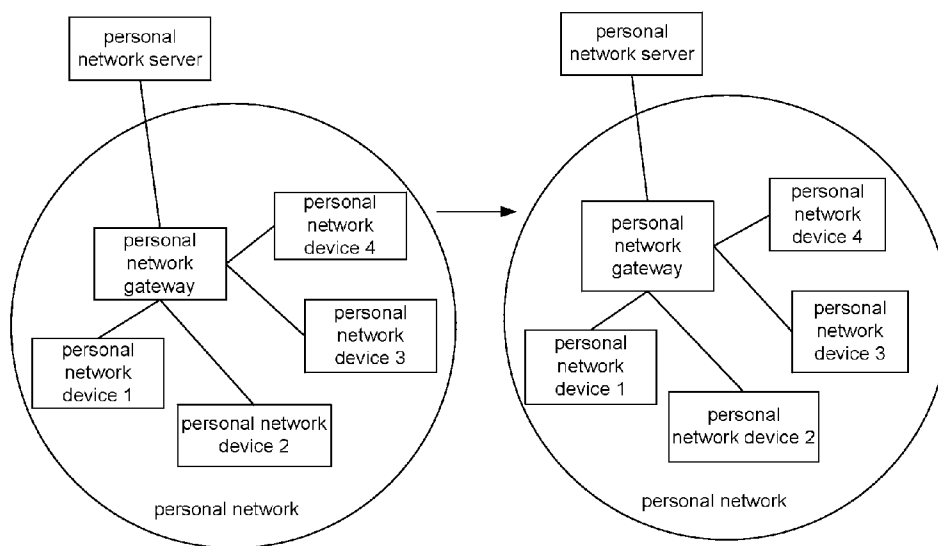 personal
network server
personal
network
device 4
personal
network
gateway
personal
network
device 3
personal
network
device 1
personal network
device 2
personal network
personal
network server
personal
network
device 4
personal
network
gateway
personal
network
device 3
personal
network
device 1
personal
network device 2
personal network